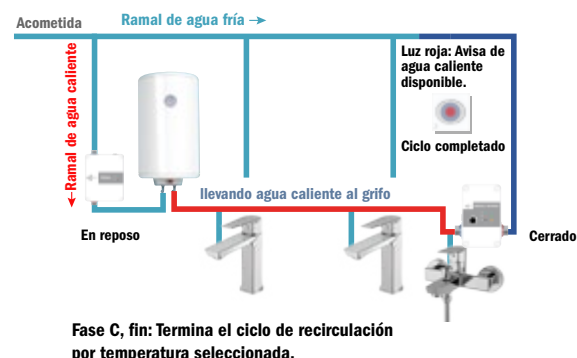 Acometida
Ramal de agua fría →
←Ramal de agua caliente
Luz roja: Avisa de
agua caliente
disponible.
Ciclo completado
llevando agua caliente al grifo
En reposo
Cerrado
Fase C, fin: Termina el ciclo de recirculación
por temperatura seleccionada.